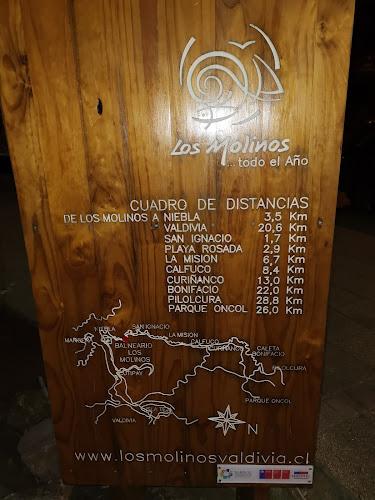 Los Molinos
... todo el Año
CUADRO DE DISTANCIAS
DE LOS MOLINOS A NIEBLA 3,5 Km
VALDIVIA 20,6 Km
SAN IGNACIO 1,7 Km
PLAYA ROSADA 2,9 Km
LA MISION 6,7 Km
CALFUCO 8,4 Km
CURIÑANCO 13,0 Km
BONIFACIO 22,0 Km
PILOLCURA 28,8 Km
PARQUE ONCOL 26,0 Km
NIEBLA
SAN IGNACIO
LA MISION
BALNEARIO
LOS
MOLINOS
CALFUCO
CURIÑANCO
CALETA
BONIFACIO
PILOLCURA
PARQUE ONCOL
VALDIVIA
N
www.losmolinosvaldivia.cl